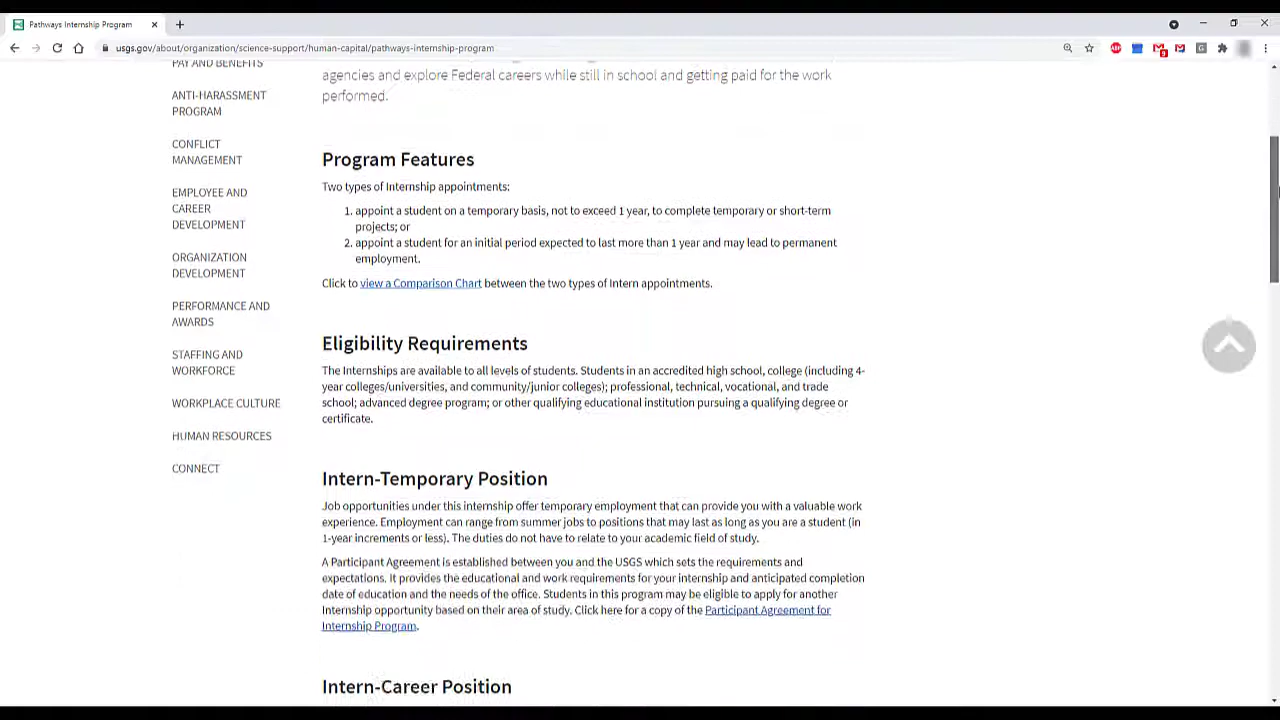 Pathways Internship Program
usgs.gov/about/organization/science-support/human-capital/pathways-internship-program
9
PAY AND BENEFITS
ANTI-HARASSMENT
PROGRAM
CONFLICT
MANAGEMENT
EMPLOYEE AND
CAREER
DEVELOPMENT
ORGANIZATION
DEVELOPMENT
PERFORMANCE AND
AWARDS
STAFFING AND
WORKFORCE
WORKPLACE CULTURE
HUMAN RESOURCES
CONNECT
agencies and explore Federal careers while still in school and getting paid for the work
performed.
Program Features
Two types of Internship appointments:
1. appoint a student on a temporary basis, not to exceed 1 year, to complete temporary or short-term
projects; or
2. appoint a student for an initial period expected to last more than 1 year and may lead to permanent
employment.
Click to view a Comparison Chart between the two types of Intern appointments.
Eligibility Requirements
The Internships are available to all levels of students. Students in an accredited high school, college (including 4-
year colleges/universities, and community/junior colleges); professional, technical, vocational, and trade
school; advanced degree program; or other qualifying educational institution pursuing a qualifying degree or
certificate.
Intern-Temporary Position
Job opportunities under this internship offer temporary employment that can provide you with a valuable work
experience. Employment can range from summer jobs to positions that may last as long as you are a student (in
1-year increments or less). The duties do not have to relate to your academic field of study.
A Participant Agreement is established between you and the USGS which sets the requirements and
expectations. It provides the educational and work requirements for your internship and anticipated completion
date of education and the needs of the office. Students in this program may be eligible to apply for another
Internship opportunity based on their area of study. Click here for a copy of the Participant Agreement for
Internship Program.
Intern-Career Position